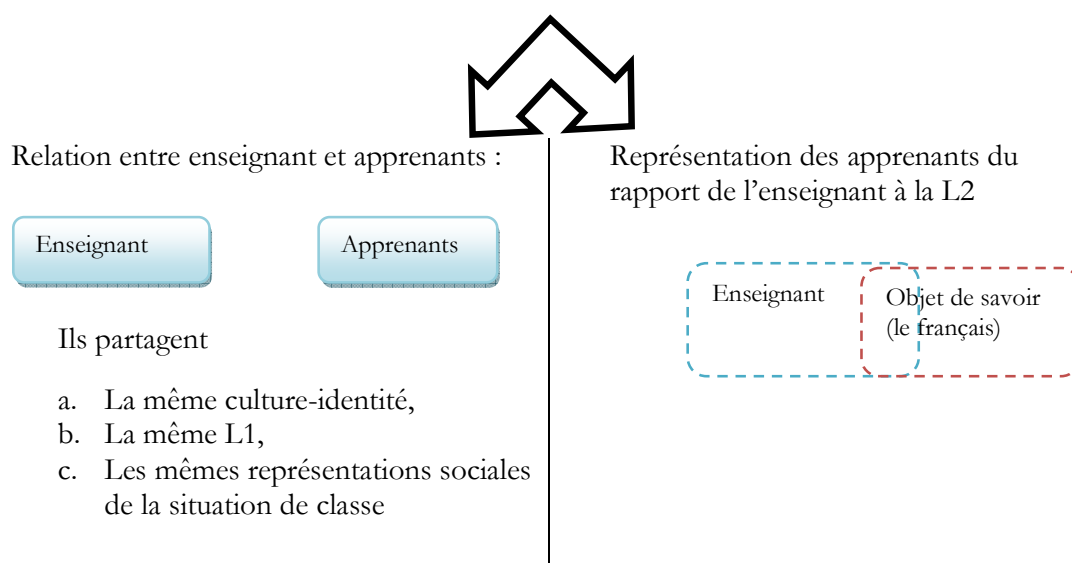 Relation entre enseignant et apprenants :
Enseignant
Apprenants
Ils partagent
a. La même culture-identité,
b. La même L1,
c. Les mêmes représentations sociales
de la situation de classe
Représentation des apprenants du
rapport de l'enseignant à la L2
Enseignant
Objet de savoir
(le français)